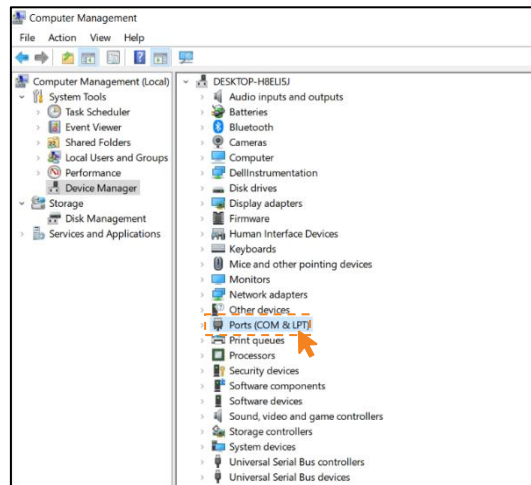 Computer Management
File Action View Help
Computer Management (Local)
System Tools
Task Scheduler
Event Viewer
Shared Folders
Local Users and Groups
Performance
Device Manager
Storage
Disk Management
Services and Applications
DESKTOP-H8ELI5J
Audio inputs and outputs
Batteries
Bluetooth
Cameras
Computer
DellInstrumentation
Disk drives
Display adapters
Firmware
Human Interface Devices
Keyboards
Mice and other pointing devices
Monitors
Network adapters
Other devices
Ports (COM & LPT)
Print queues
Processors
Security devices
Software components
Software devices
Sound, video and game controllers
Storage controllers
System devices
Universal Serial Bus controllers
Universal Serial Bus devices